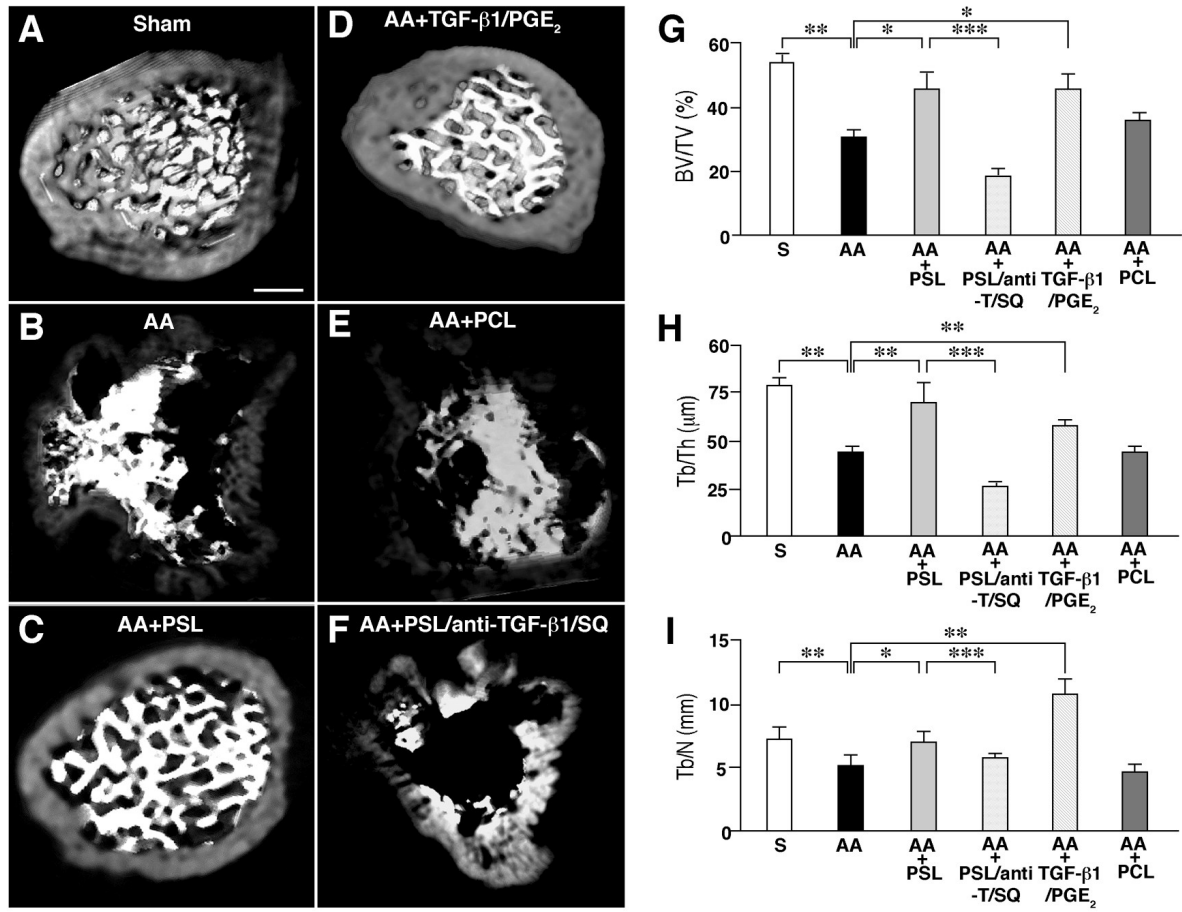 A
Sham
D
AA+TGF-β1/PGE2
B
AA
E
AA+PCL
C
AA+PSL
F
AA+PSL/anti-TGF-β1/SQ
G
*
** * ***
60
40
20
0
BV/TV (%)
S AA AA AA AA AA
+ + + +
PSL PSL/anti TGF-β1 PCL
-T/SQ /PGE2
H
**
** ** ***
60
75
50
25
0
Tb/Th (μm)
S AA AA AA AA AA
+ + + +
PSL PSL/anti TGF-β1 PCL
-T/SQ /PGE2
I
**
** * ***
15
10
5
0
Tb/N (mm)
S AA AA AA AA AA
+ + + +
PSL PSL/anti TGF-β1 PCL
-T/SQ /PGE2